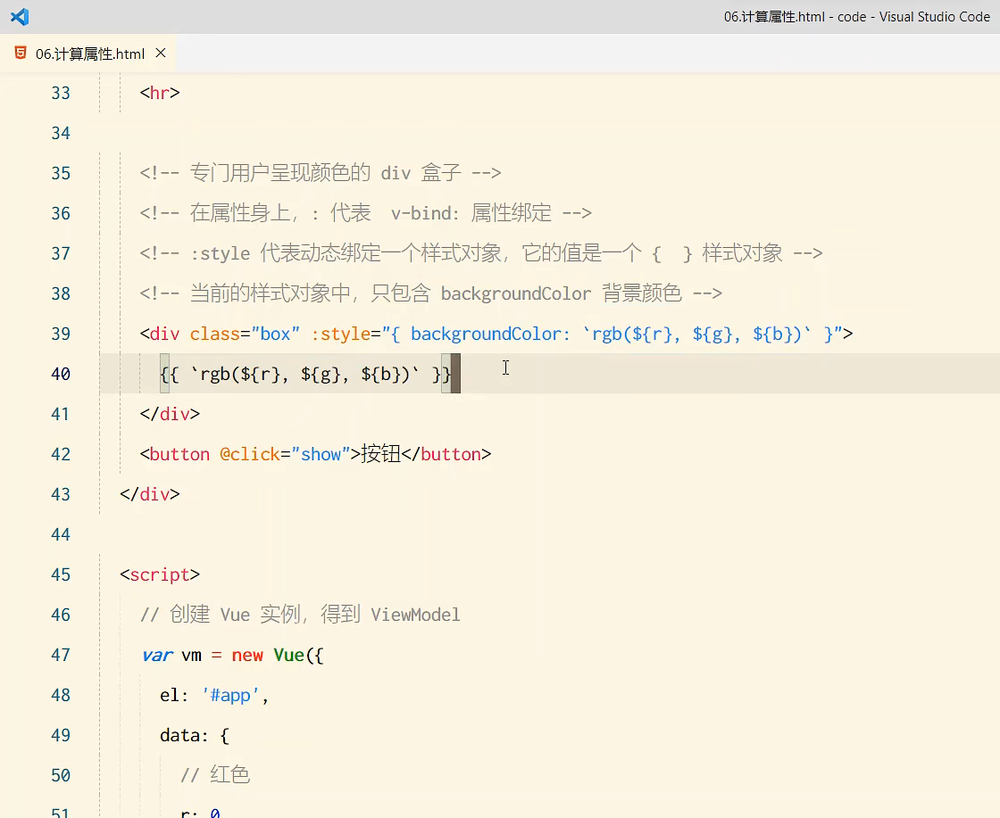 06.计算属性.html - code - Visual Studio Code
06.计算属性.html
33 <hr>
34
35 <!-- 专门用户呈现颜色的 div 盒子 -->
36 <!-- 在属性身上，: 代表  v-bind: 属性绑定 -->
37 <!-- :style 代表动态绑定一个样式对象，它的值是一个 {  } 样式对象 -->
38 <!-- 当前的样式对象中，只包含 backgroundColor 背景颜色 -->
39 <div class="box" :style="{ backgroundColor: `rgb(${r}, ${g}, ${b})` }">
40 {{ `rgb(${r}, ${g}, ${b})` }}
41 </div>
42 <button @click="show">按钮</button>
43 </div>
44
45 <script>
46 // 创建 Vue 实例，得到 ViewModel
47 var vm = new Vue({
48 el: '#app',
49 data: {
50 // 红色
51 r: 0